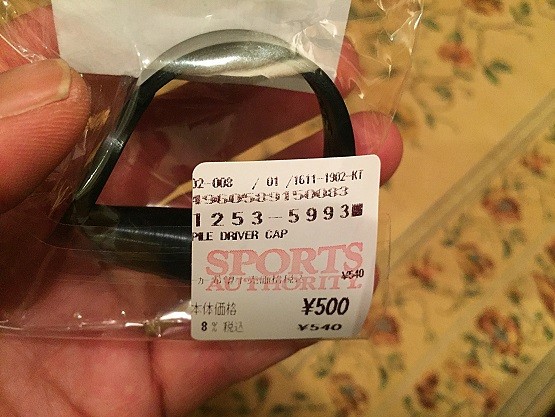 02-008 / 01 /1611-1902-KT
1960589150083
1253-5993
PILE DRIVER CAP
SPORTS
AUTHORITY
¥540
本体価格 ¥500
8% 税込 ¥540